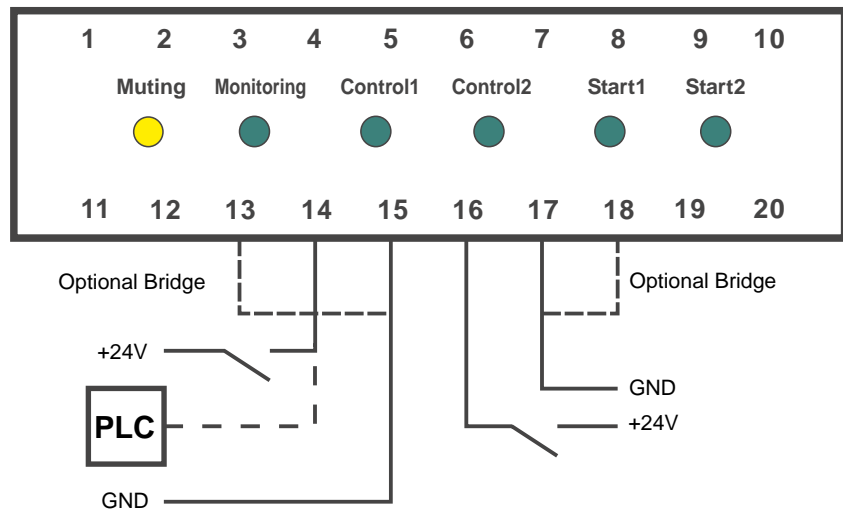 1 2 3 4 5 6 7 8 9 10
Muting Monitoring Control1 Control2 Start1 Start2
11 12 13 14 15 16 17 18 19 20
Optional Bridge Optional Bridge
+24V
GND
PLC +24V
GND